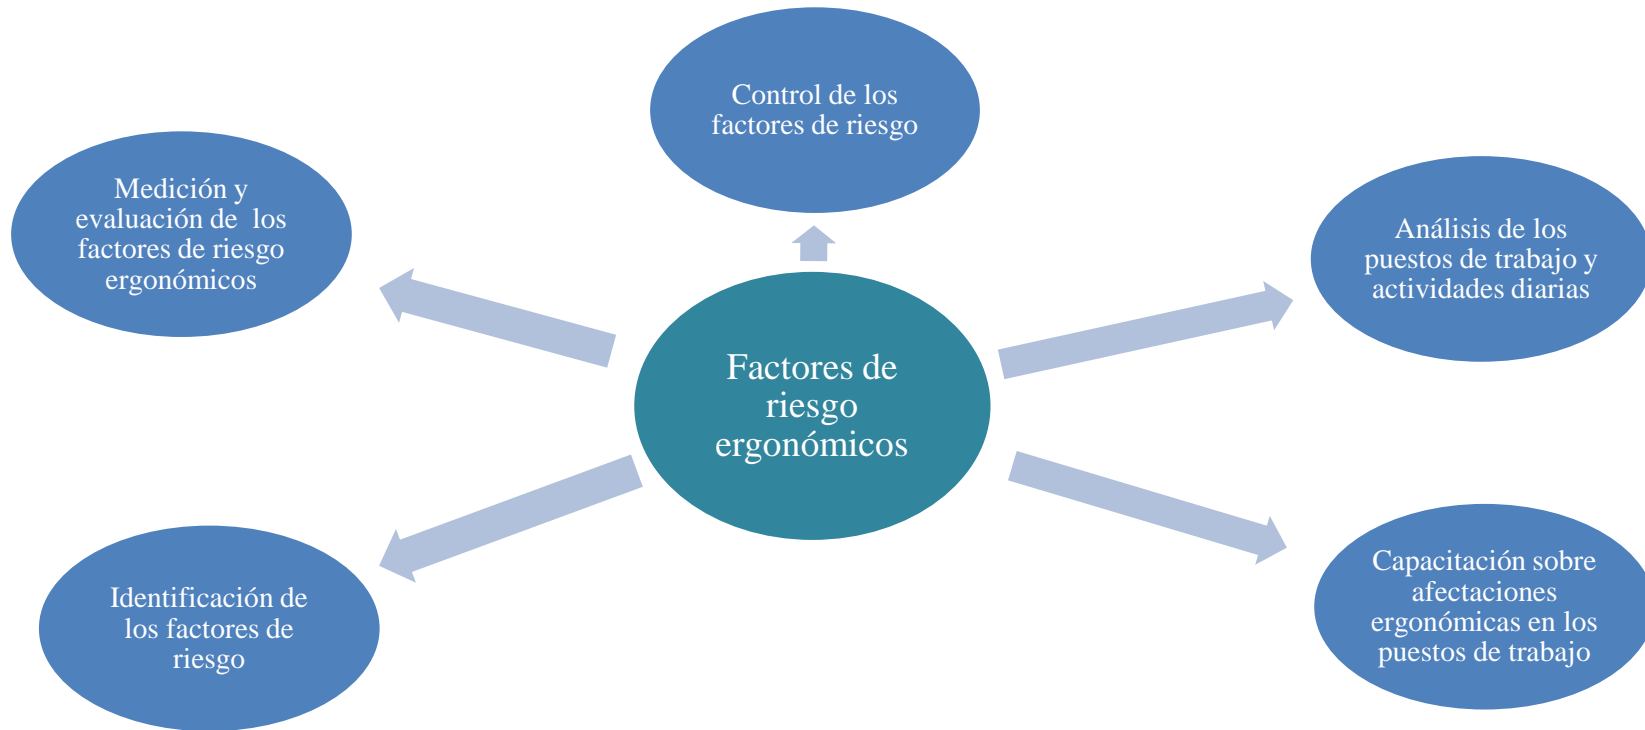 Control de los
factores de riesgo
Medición y
evaluación de  los
factores de riesgo
ergonómicos
Análisis de los
puestos de trabajo y
actividades diarias
Factores de
riesgo
ergonómicos
Identificación de
los factores de
riesgo
Capacitación sobre
afectaciones
ergonómicas en los
puestos de trabajo